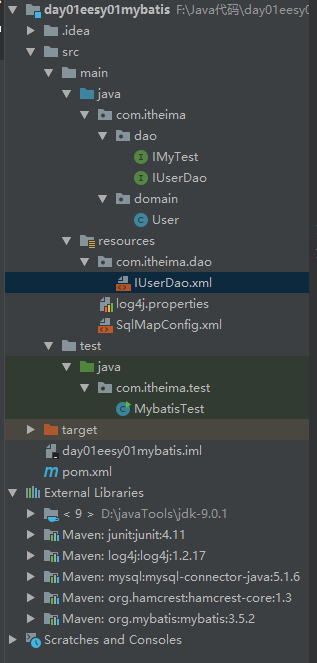 day01eesy01mybatis F:\Java代码\day01eesy0
.idea
src
main
java
com.itheima
dao
IMyTest
IUserDao
domain
User
resources
com.itheima.dao
IUserDao.xml
log4j.properties
SqlMapConfig.xml
test
java
com.itheima.test
MybatisTest
target
day01eesy01mybatis.iml
pom.xml
External Libraries
< 9 > D:\javaTools\jdk-9.0.1
Maven: junit:junit:4.11
Maven: log4j:log4j:1.2.17
Maven: mysql:mysql-connector-java:5.1.6
Maven: org.hamcrest:hamcrest-core:1.3
Maven: org.mybatis:mybatis:3.5.2
Scratches and Consoles